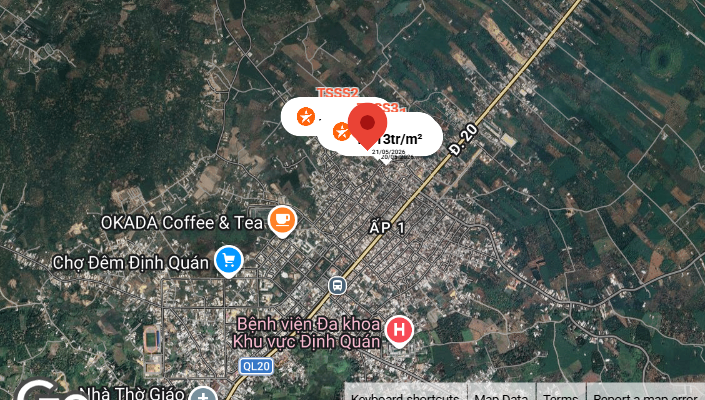 TSSS2
TSSS3
13tr/m²
21/05/2026
Đ.20
OKADA Coffee & Tea
ẤP 1
Chợ Đêm Định Quán
Bệnh viện Đa khoa
Khu vực Định Quán
H
QL20
Nhà Thờ Giáo
Keyboard shortcuts
Map Data
Terms
Report a map error